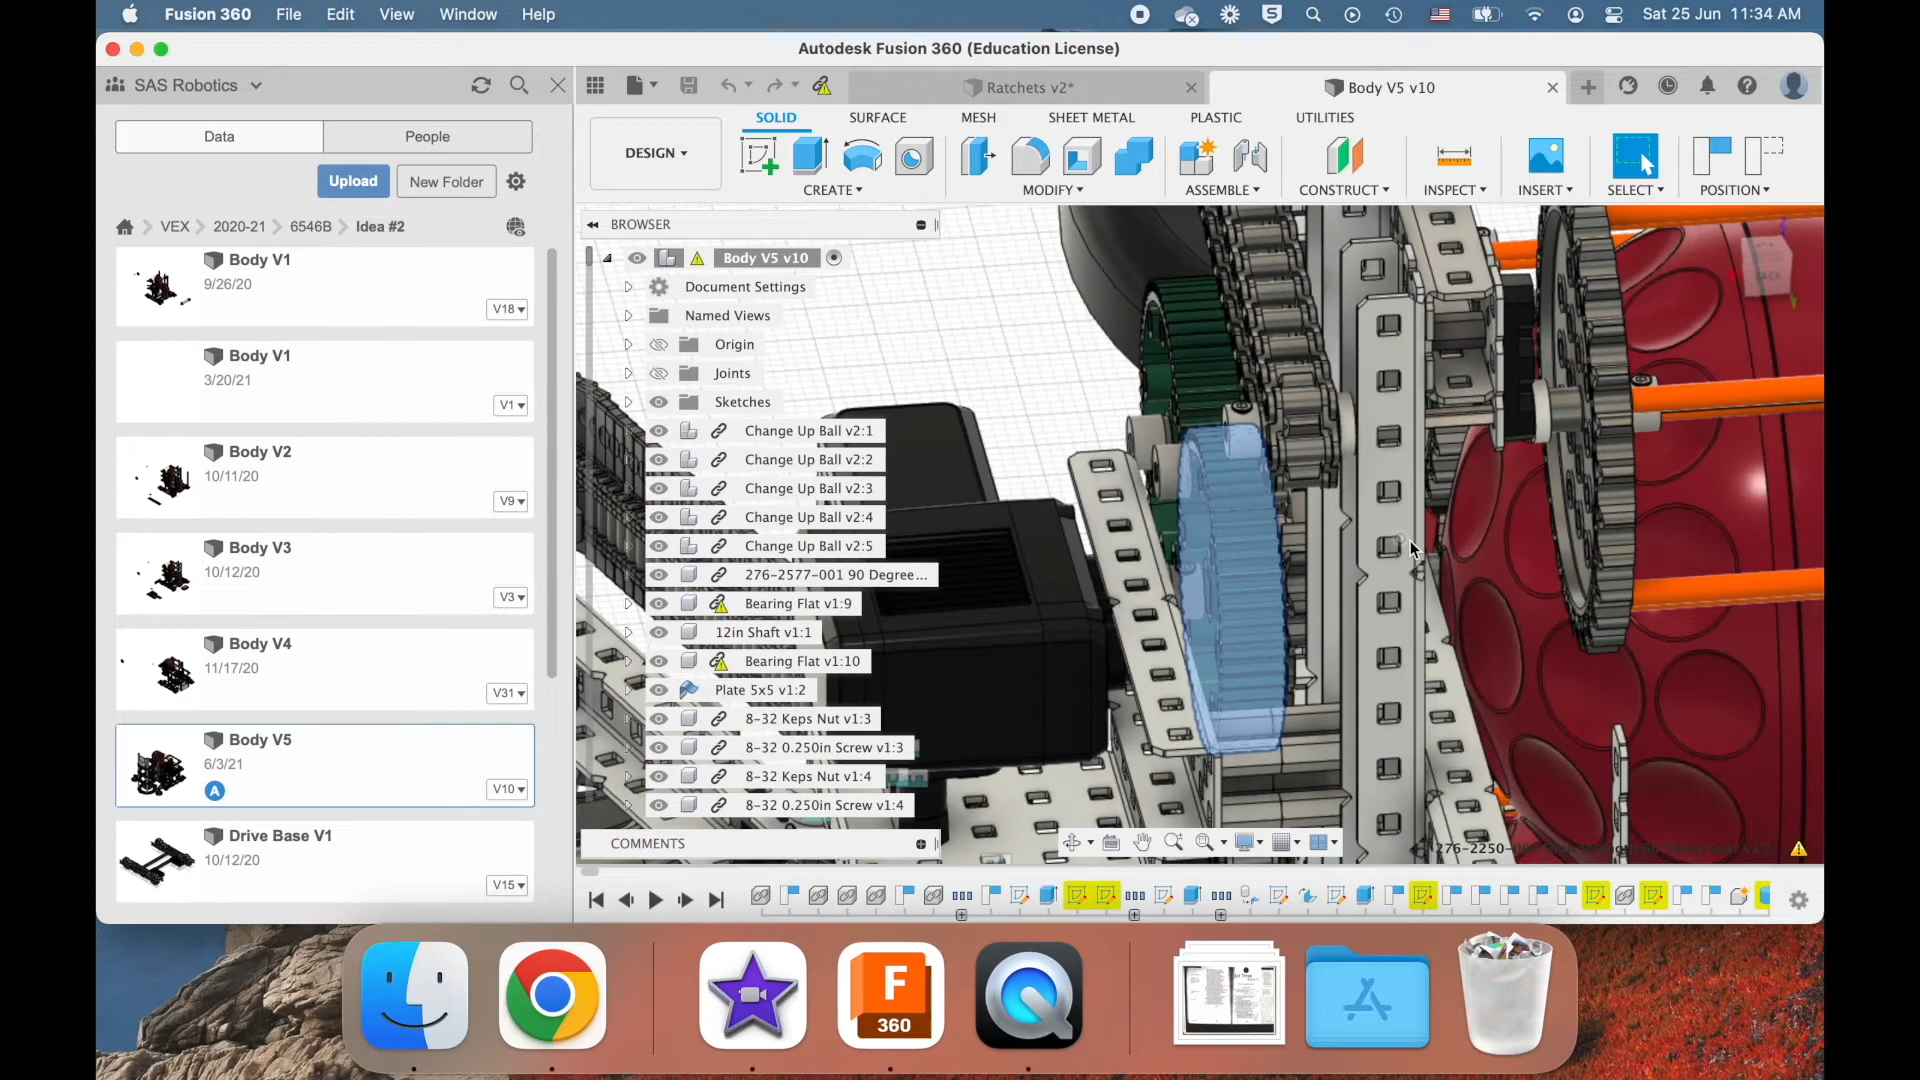 Fusion 360 File Edit View Window Help Sat 25 Jun 11:34 AM
Autodesk Fusion 360 (Education License)
SAS Robotics
Ratchets v2*
Body V5 v10
Data People
Upload New Folder
VEX 2020-21 6546B Idea #2
Body V1
9/26/20
V18
Body V1
3/20/21
V1
Body V2
10/11/20
V9
Body V3
10/12/20
V3
Body V4
11/17/20
V31
Body V5
6/3/21
A
V10
Drive Base V1
10/12/20
V15
DESIGN
SOLID SURFACE MESH SHEET METAL PLASTIC UTILITIES
CREATE MODIFY ASSEMBLE CONSTRUCT INSPECT INSERT SELECT POSITION
BROWSER
Body V5 v10
Document Settings
Named Views
Origin
Joints
Sketches
Change Up Ball v2:1
Change Up Ball v2:2
Change Up Ball v2:3
Change Up Ball v2:4
Change Up Ball v2:5
276-2577-001 90 Degree...
Bearing Flat v1:9
12in Shaft v1:1
Bearing Flat v1:10
Plate 5x5 v1:2
8-32 Keps Nut v1:3
8-32 0.250in Screw v1:3
8-32 Keps Nut v1:4
8-32 0.250in Screw v1:4
COMMENTS
BACK
276-2250-
F
360